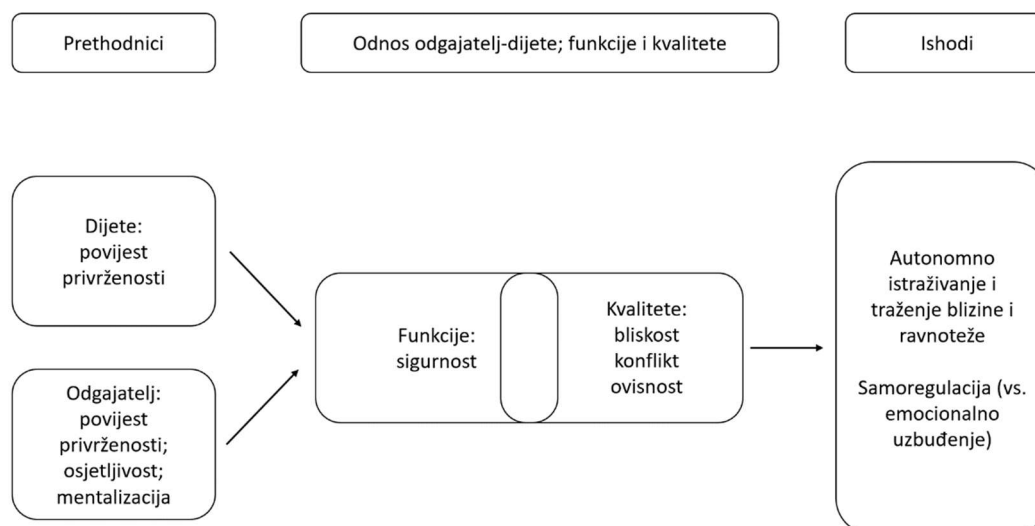 Prethodnici
Odnos odgajatelj-dijete; funkcije i kvalitete
Ishodi
Dijete:
povijest
privrženosti
Odgajatelj:
povijest
privrženosti;
osjetljivost;
mentalizacija
Funkcije:
sigurnost
Kvalitete:
bliskost
konflikt
ovisnost
Autonomno
istraživanje i
traženje blizine i
ravnoteže
Samoregulacija (vs.
emocionalno
uzbuđenje)